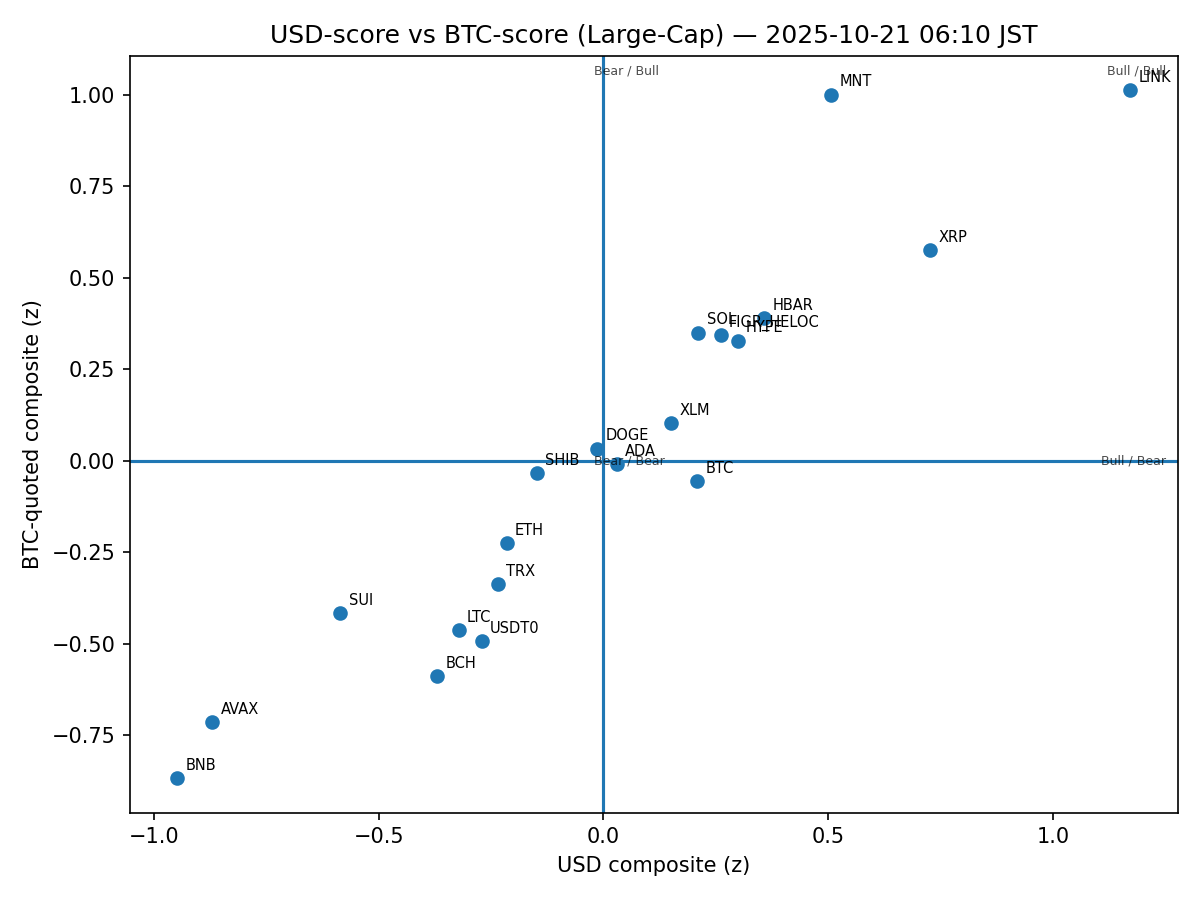 USD-score vs BTC-score (Large-Cap) — 2025-10-21 06:10 JST
Bear / Bull
Bull / Bull
LINK
MNT
1.00
0.75
XRP
0.50
HBAR
SOL
FIGR_HELOC
HYPE
0.25
XLM
DOGE
ADA
0.00
SHIB
Bear / Bear
Bull / Bear
BTC
ETH
−0.25
TRX
SUI
LTC
USDT0
−0.50
BCH
AVAX
−0.75
BNB
BTC-quoted composite (z)
−1.0 −0.5 0.0 0.5 1.0
USD composite (z)